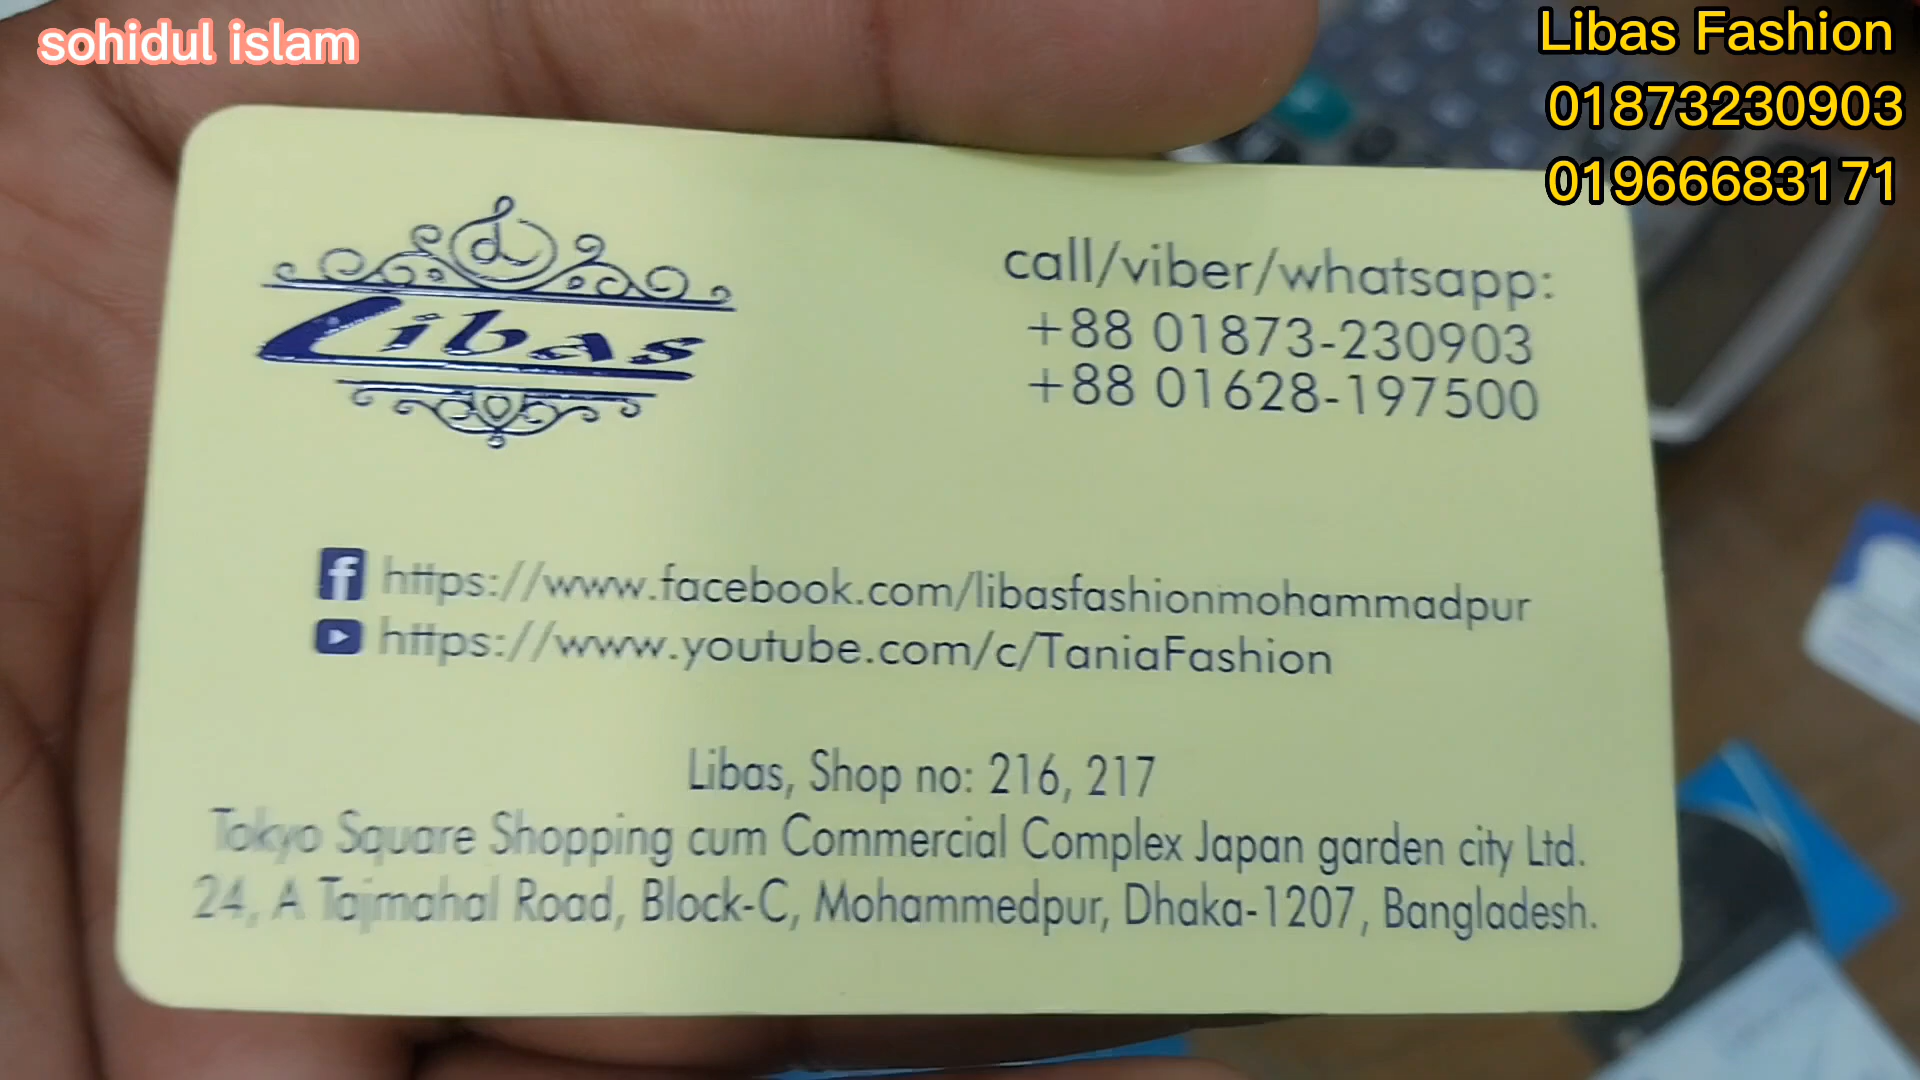 sohidul islam
Libas Fashion
01873230903
01966683171
Libas
call/viber/whatsapp:
+88 01873-230903
+88 01628-197500
https://www.facebook.com/libasfashionmohammadpur
https://www.youtube.com/c/TaniaFashion
Libas, Shop no: 216, 217
Tokyo Square Shopping cum Commercial Complex Japan garden city Ltd.
24, A Tajmahal Road, Block-C, Mohammedpur, Dhaka-1207, Bangladesh.